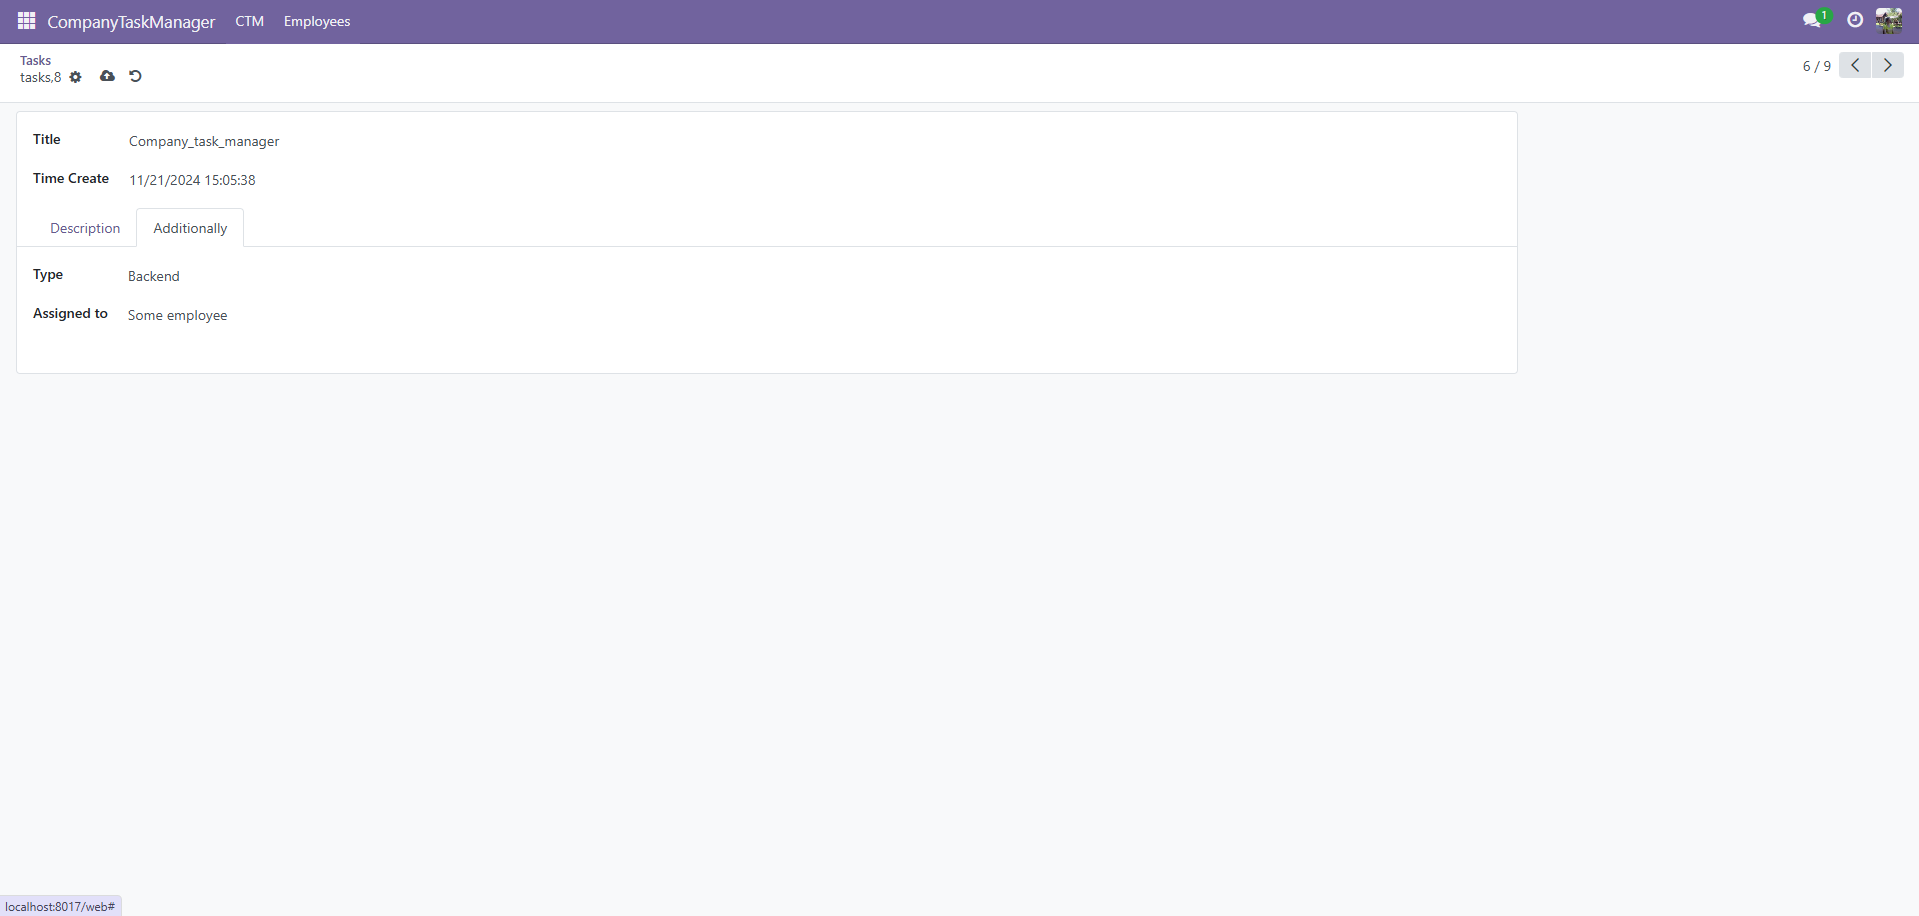 CompanyTaskManager CTM Employees 1
Tasks
tasks,8
6 / 9
Title Company_task_manager
Time Create 11/21/2024 15:05:38
Description Additionally
Type Backend
Assigned to Some employee
localhost:8017/web#